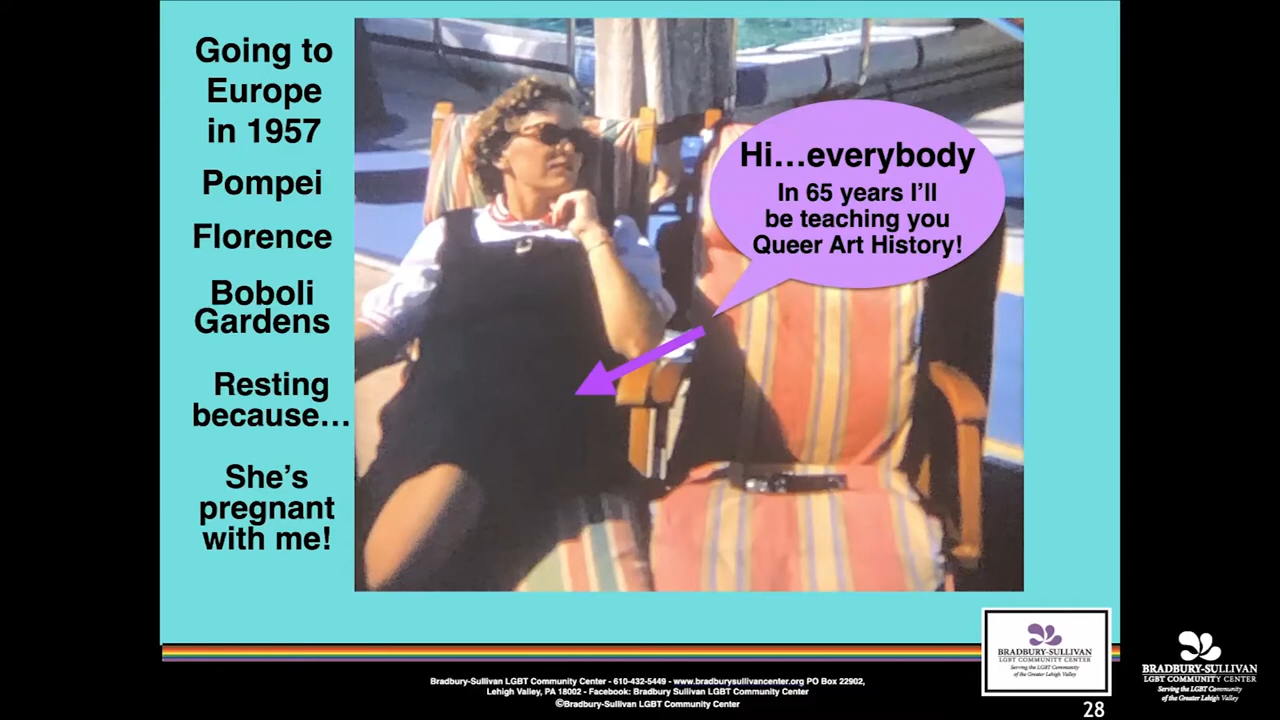 Going to
Europe
in 1957
Pompei
Florence
Boboli
Gardens
Resting
because...
She's
pregnant
with me!
Hi...everybody
In 65 years I'll
be teaching you
Queer Art History!
BRADBURY-SULLIVAN
LGBT COMMUNITY CENTER
Serving the LGBT Community
of the Greater Lehigh Valley
Bradbury-Sullivan LGBT Community Center - 610-432-5449 - www.bradburysullivancenter.org PO Box 22902,
Lehigh Valley, PA 18002 - Facebook: Bradbury Sullivan LGBT Community Center
©Bradbury-Sullivan LGBT Community Center
28
BRADBURY-SULLIVAN
LGBT COMMUNITY CENTER
Serving the LGBT Community
of the Greater Lehigh Valley